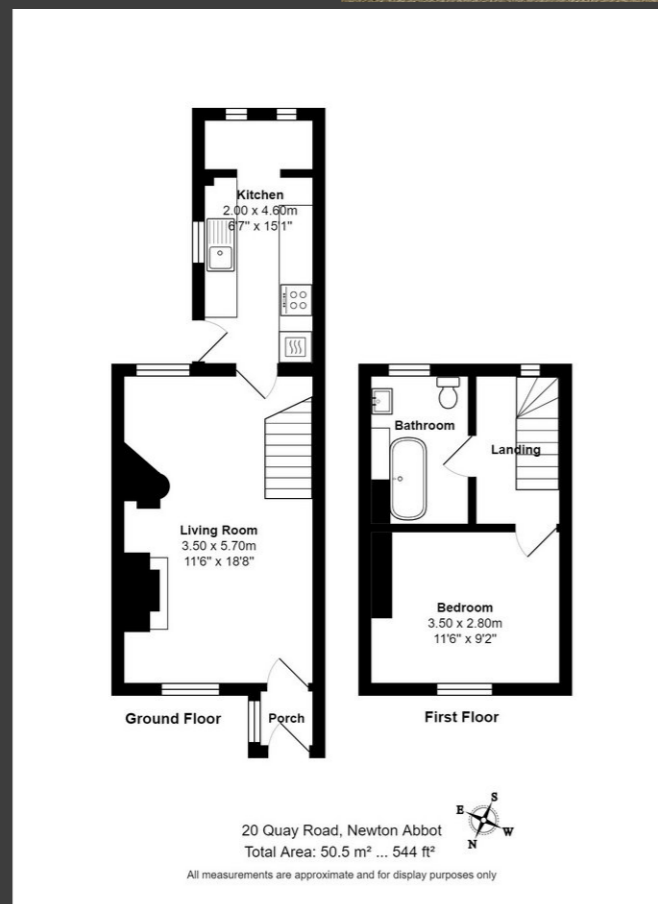 Kitchen
2.00 x 4.60m
6'7" x 15'1"
Living Room
3.50 x 5.70m
11'6" x 18'8"
Bathroom
Landing
Bedroom
3.50 x 2.80m
11'6" x 9'2"
Porch
Ground Floor
First Floor
20 Quay Road, Newton Abbot
Total Area: 50.5 m² ... 544 ft²
All measurements are approximate and for display purposes only
S
E
W
N